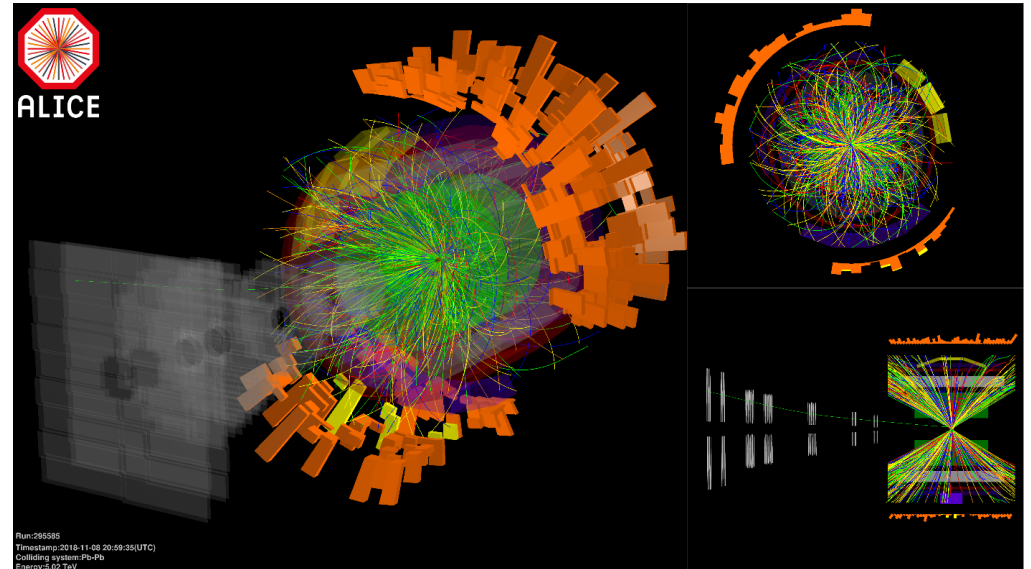 ALICE
Run:295585
Timestamp:2018-11-08 20:59:35(UTC)
Colliding system:Pb-Pb
Energy:5.02 TeV